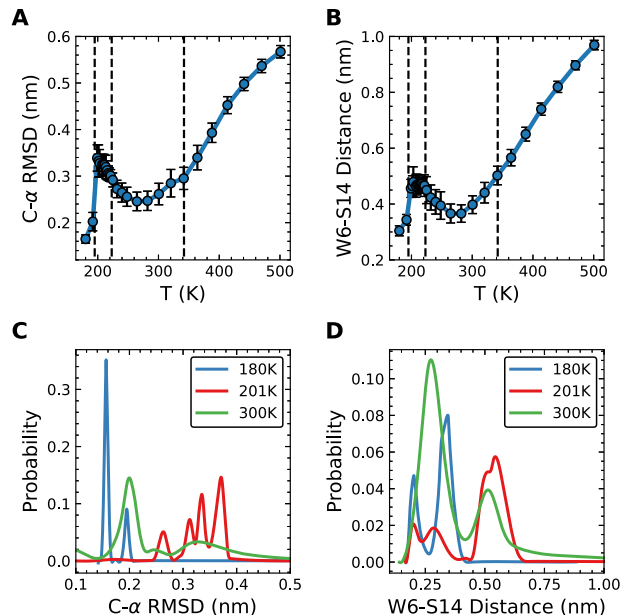 A
B
C-α RMSD (nm)
0.6
0.5
0.4
0.3
0.2
200
300
400
500
T (K)
W6-S14 Distance (nm)
1.0
0.8
0.6
0.4
0.2
200
300
400
500
T (K)
C
D
Probability
0.3
0.2
0.1
0.0
180K
201K
300K
0.1
0.2
0.3
0.4
0.5
C-α RMSD (nm)
Probability
0.10
0.08
0.06
0.04
0.02
0.00
180K
201K
300K
0.25
0.50
0.75
1.00
W6-S14 Distance (nm)